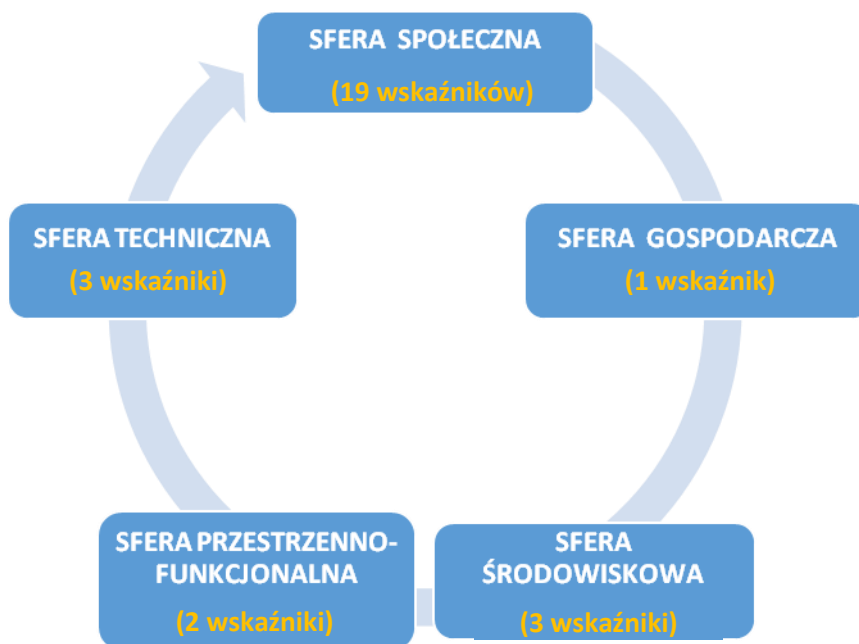 SFERA SPOŁECZNA
(19 wskaźników)
SFERA GOSPODARCZA
(1 wskaźnik)
SFERA
ŚRODOWISKOWA
(3 wskaźniki)
SFERA PRZESTRZENNO-
FUNKCJONALNA
(2 wskaźniki)
SFERA TECHNICZNA
(3 wskaźniki)